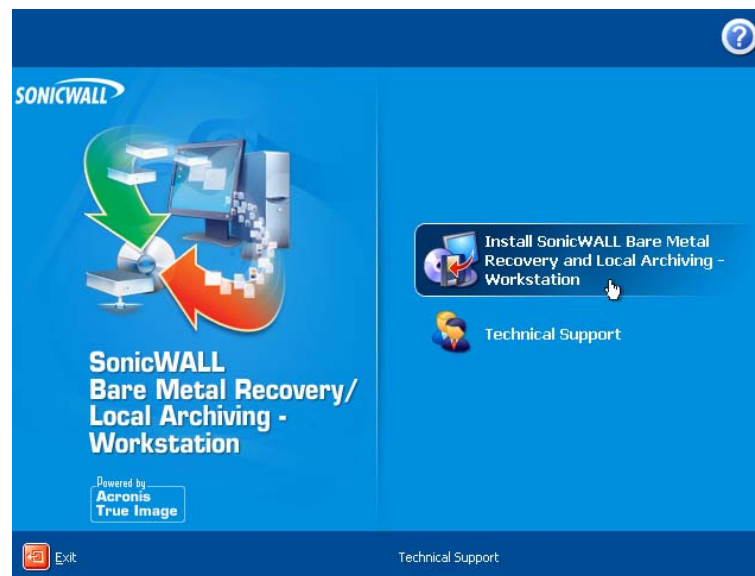 ?
SONICWALL
Install SonicWALL Bare Metal
Recovery and Local Archiving -
Workstation
Technical Support
SonicWALL
Bare Metal Recovery/
Local Archiving -
Workstation
Powered by
Acronis
True Image
Exit
Technical Support